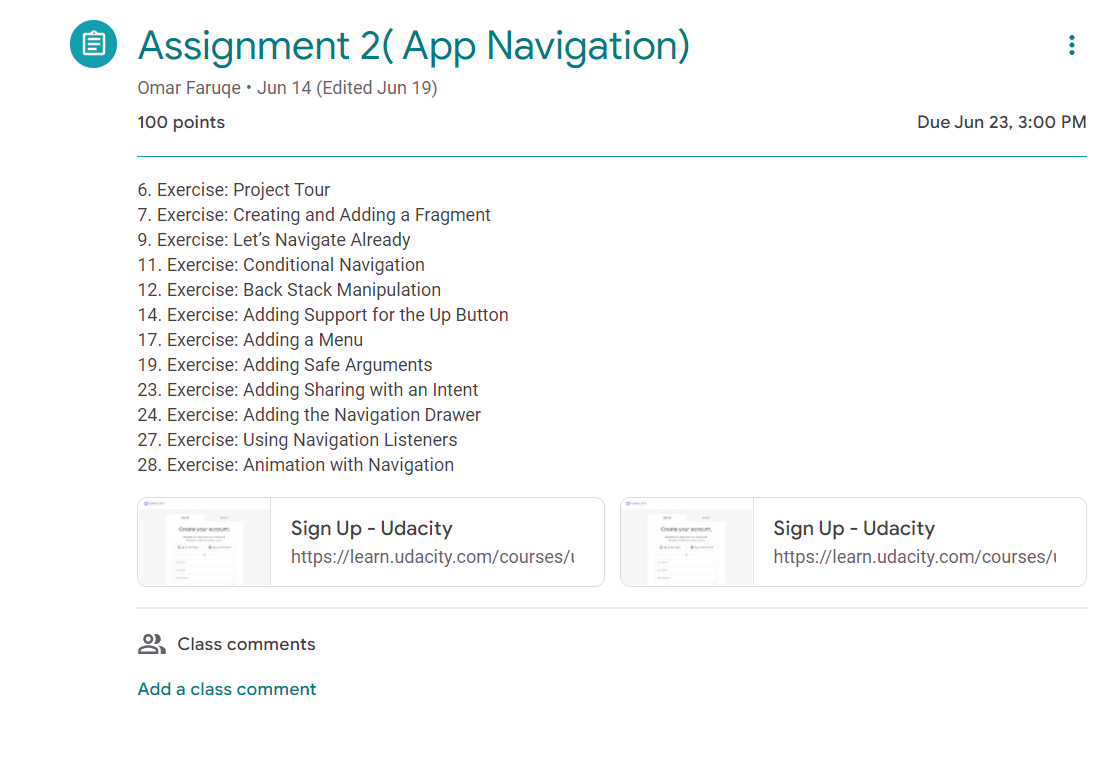 Assignment 2( App Navigation)
Omar Faruqe • Jun 14 (Edited Jun 19)
100 points
Due Jun 23, 3:00 PM
6. Exercise: Project Tour
7. Exercise: Creating and Adding a Fragment
9. Exercise: Let’s Navigate Already
11. Exercise: Conditional Navigation
12. Exercise: Back Stack Manipulation
14. Exercise: Adding Support for the Up Button
17. Exercise: Adding a Menu
19. Exercise: Adding Safe Arguments
23. Exercise: Adding Sharing with an Intent
24. Exercise: Adding the Navigation Drawer
27. Exercise: Using Navigation Listeners
28. Exercise: Animation with Navigation
Create your account.
Sign Up - Udacity
https://learn.udacity.com/courses/u
Create your account.
Sign Up - Udacity
https://learn.udacity.com/courses/u
Class comments
Add a class comment